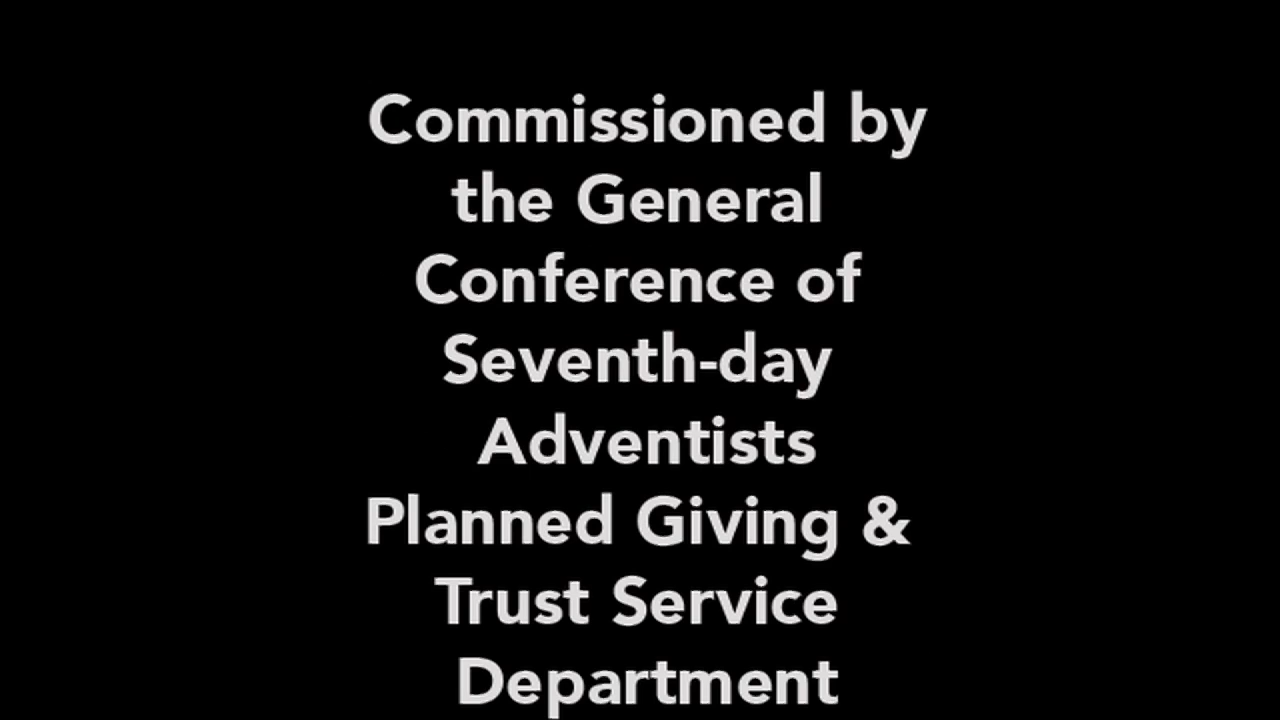 Commissioned by
the General
Conference of
Seventh-day
Adventists
Planned Giving &
Trust Service
Department